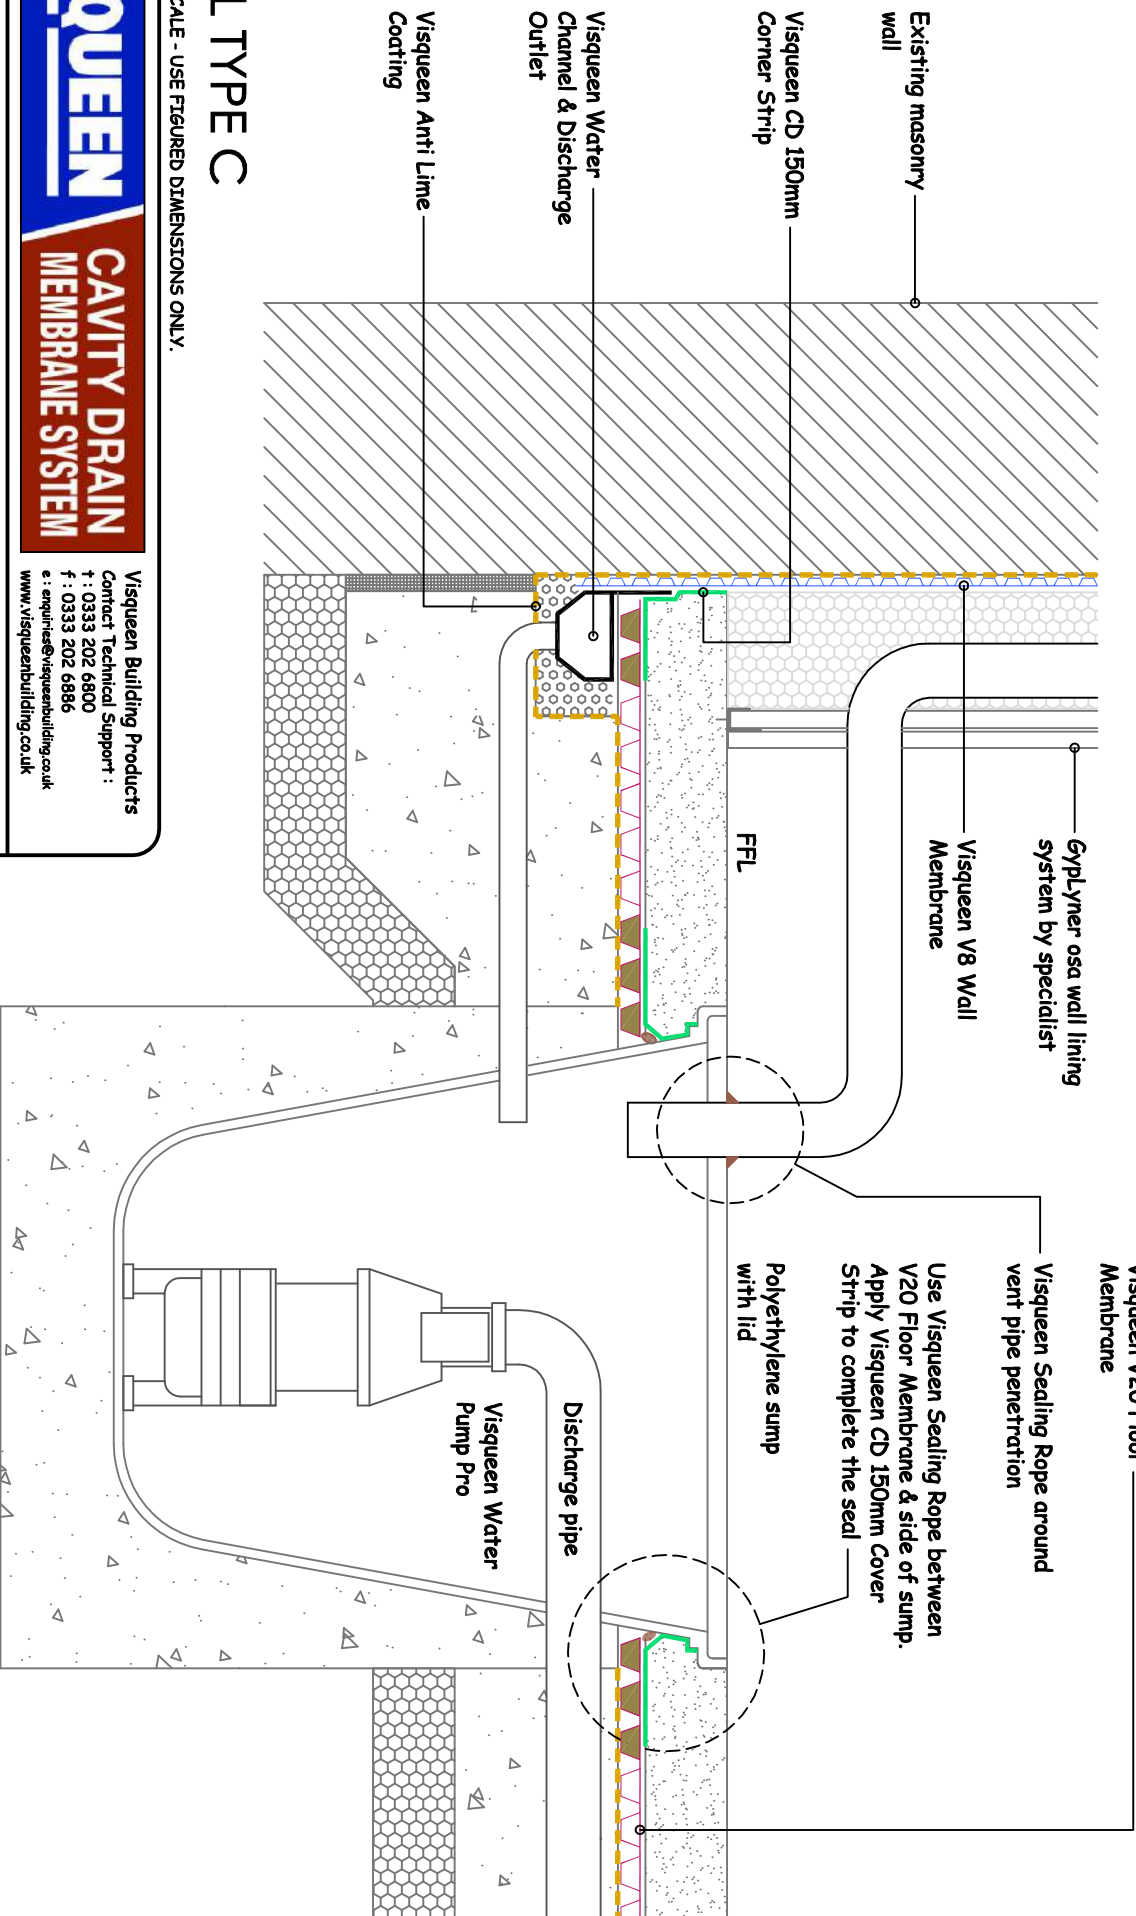 Existing masonry
wall
Visqueen CD 150mm
Corner Strip
Visqueen Water
Channel & Discharge
Outlet
Visqueen Anti Lime
Coating
GypLyner osa wall lining
system by specialist
Visqueen V8 Wall
Membrane
FFL
Membrane
Visqueen Sealing Rope around
vent pipe penetration
Use Visqueen Sealing Rope between
V20 Floor Membrane & side of sump.
Apply Visqueen CD 150mm Cover
Strip to complete the seal
Polyethylene sump
with lid
Discharge pipe
Visqueen Water
Pump Pro
L TYPE C
CALE - USE FIGURED DIMENSIONS ONLY.
QUEEN
CAVITY DRAIN
MEMBRANE SYSTEM
Visqueen Building Products
Contact Technical Support :
t : 0333 202 6800
f : 0333 202 6886
e : enquiries@visqueenbuilding.co.uk
www.visqueenbuilding.co.uk